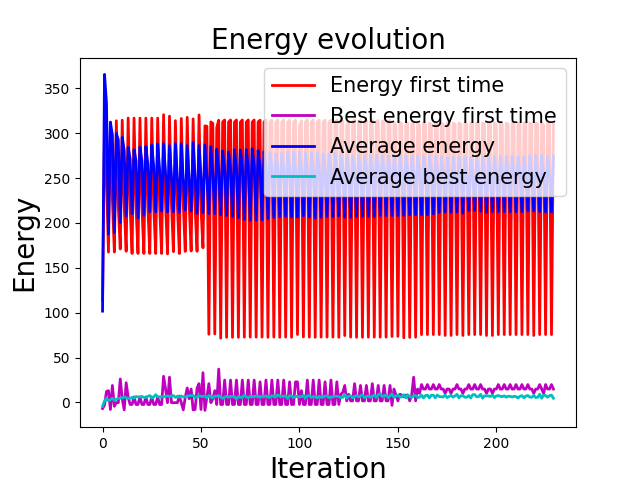 Energy evolution
Energy
350
300
250
200
150
100
50
0
Energy first time
Best energy first time
Average energy
Average best energy
0
50
100
150
200
Iteration